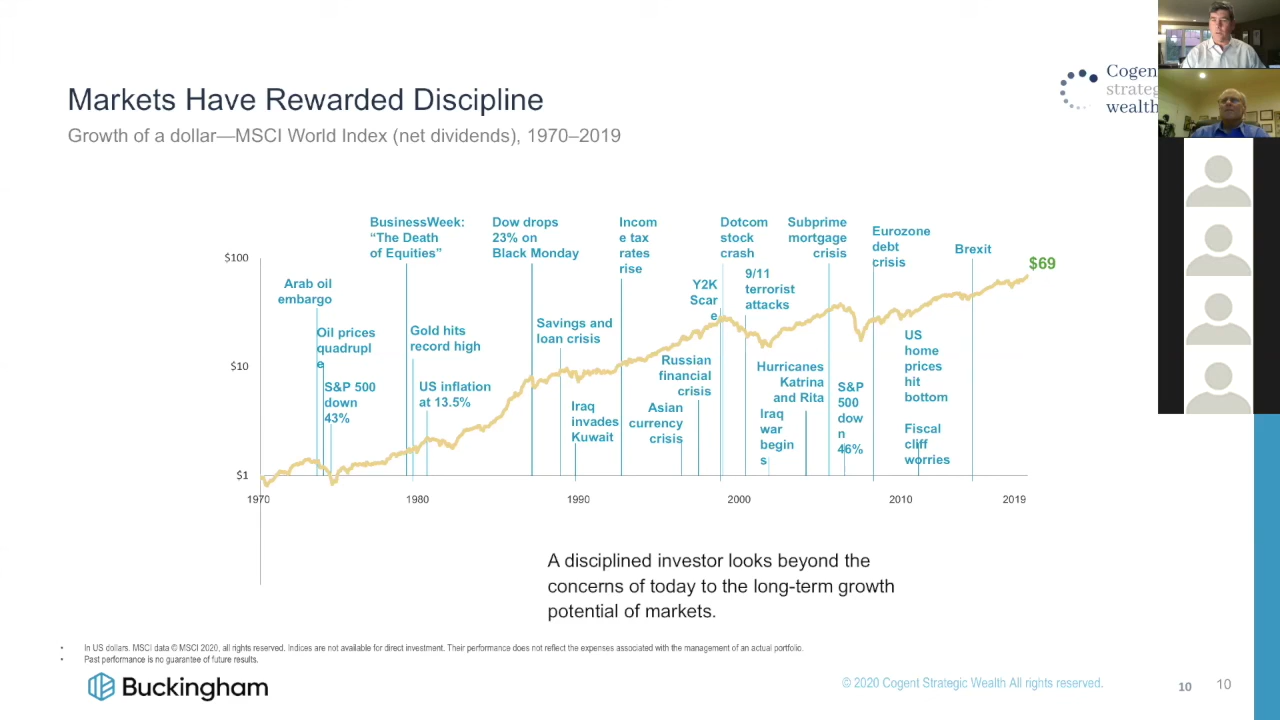 Markets Have Rewarded Discipline
Growth of a dollar—MSCI World Index (net dividends), 1970–2019
Cogen
strateg
wealth
BusinessWeek:
“The Death
of Equities”
Dow drops
23% on
Black Monday
Incom
e tax
rates
rise
Dotcom
stock
crash
Subprime
mortgage
crisis
Eurozone
debt
crisis
Brexit
$69
$100
Arab oil
embargo
Y2K
Scar
e
9/11
terrorist
attacks
Oil prices
quadrupl
e
Gold hits
record high
Savings and
loan crisis
US
home
prices
hit
bottom
$10
Russian
financial
crisis
Hurricanes
Katrina
and Rita
S&P 500
down
43%
US inflation
at 13.5%
S&P
500
dow
n
46%
Iraq
invades
Kuwait
Asian
currency
crisis
Iraq
war
begin
s
Fiscal
cliff
worries
$1
1970
1980
1990
2000
2010
2019
A disciplined investor looks beyond the
concerns of today to the long-term growth
potential of markets.
• In US dollars. MSCI data © MSCI 2020, all rights reserved. Indices are not available for direct investment. Their performance does not reflect the expenses associated with the management of an actual portfolio.
• Past performance is no guarantee of future results.
Buckingham
© 2020 Cogent Strategic Wealth All rights reserved.
10
10